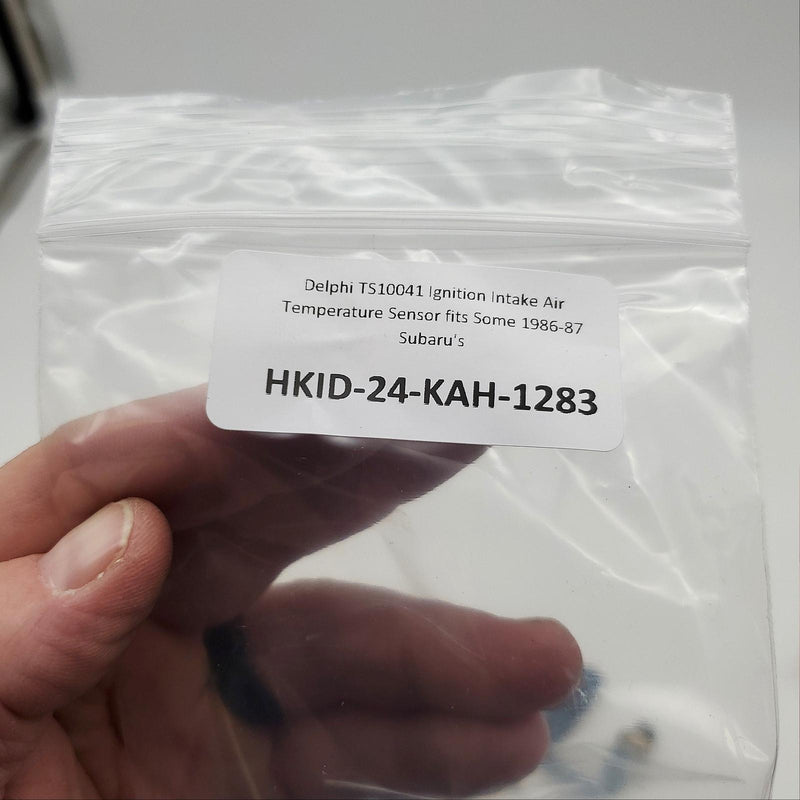 Delphi TS10041 Ignition Intake Air
Temperature Sensor fits Some 1986-87
Subaru's
HKID-24-KAH-1283